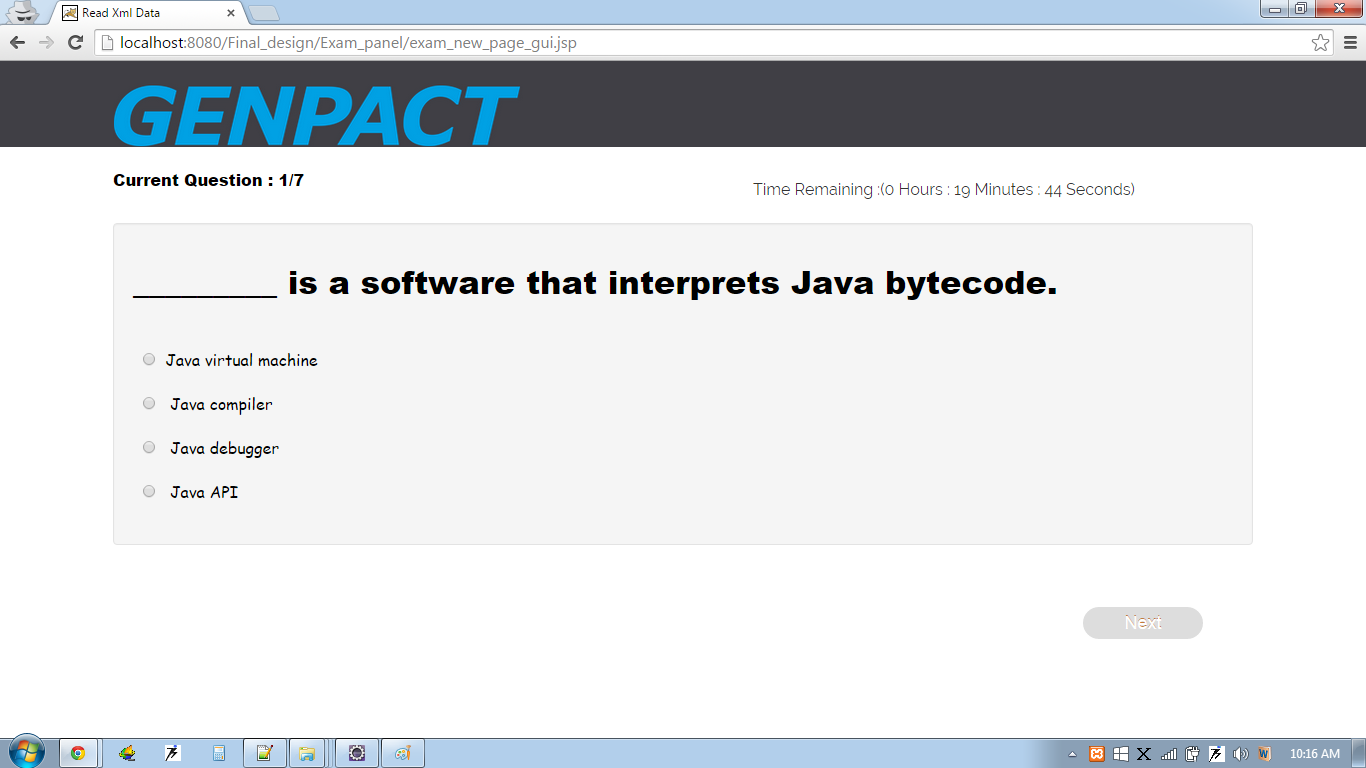 Read Xml Data
localhost:8080/Final_design/Exam_panel/exam_new_page_gui.jsp
GENPACT
Current Question : 1/7
Time Remaining :(0 Hours : 19 Minutes : 44 Seconds)
_________ is a software that interprets Java bytecode.
Java virtual machine
Java compiler
Java debugger
Java API
Next
10:16 AM